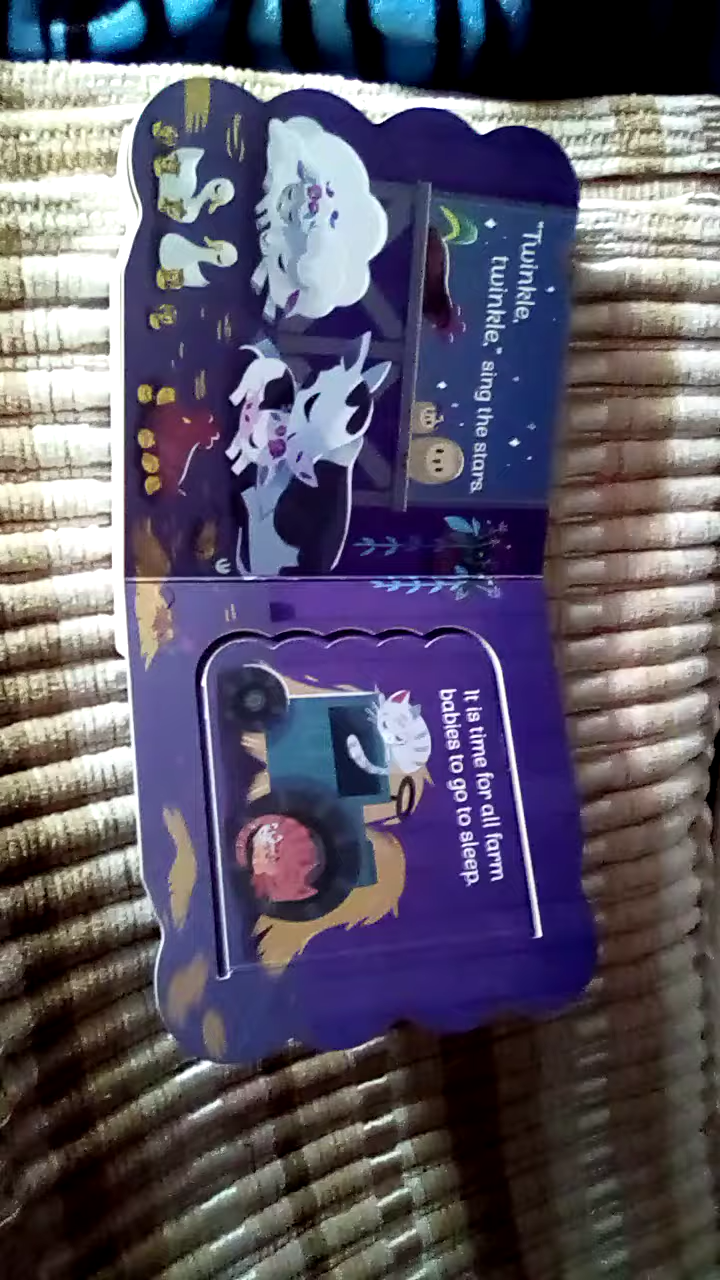 "Twinkle,
twinkle," sing the stars.
It is time for all farm
babies to go to sleep.